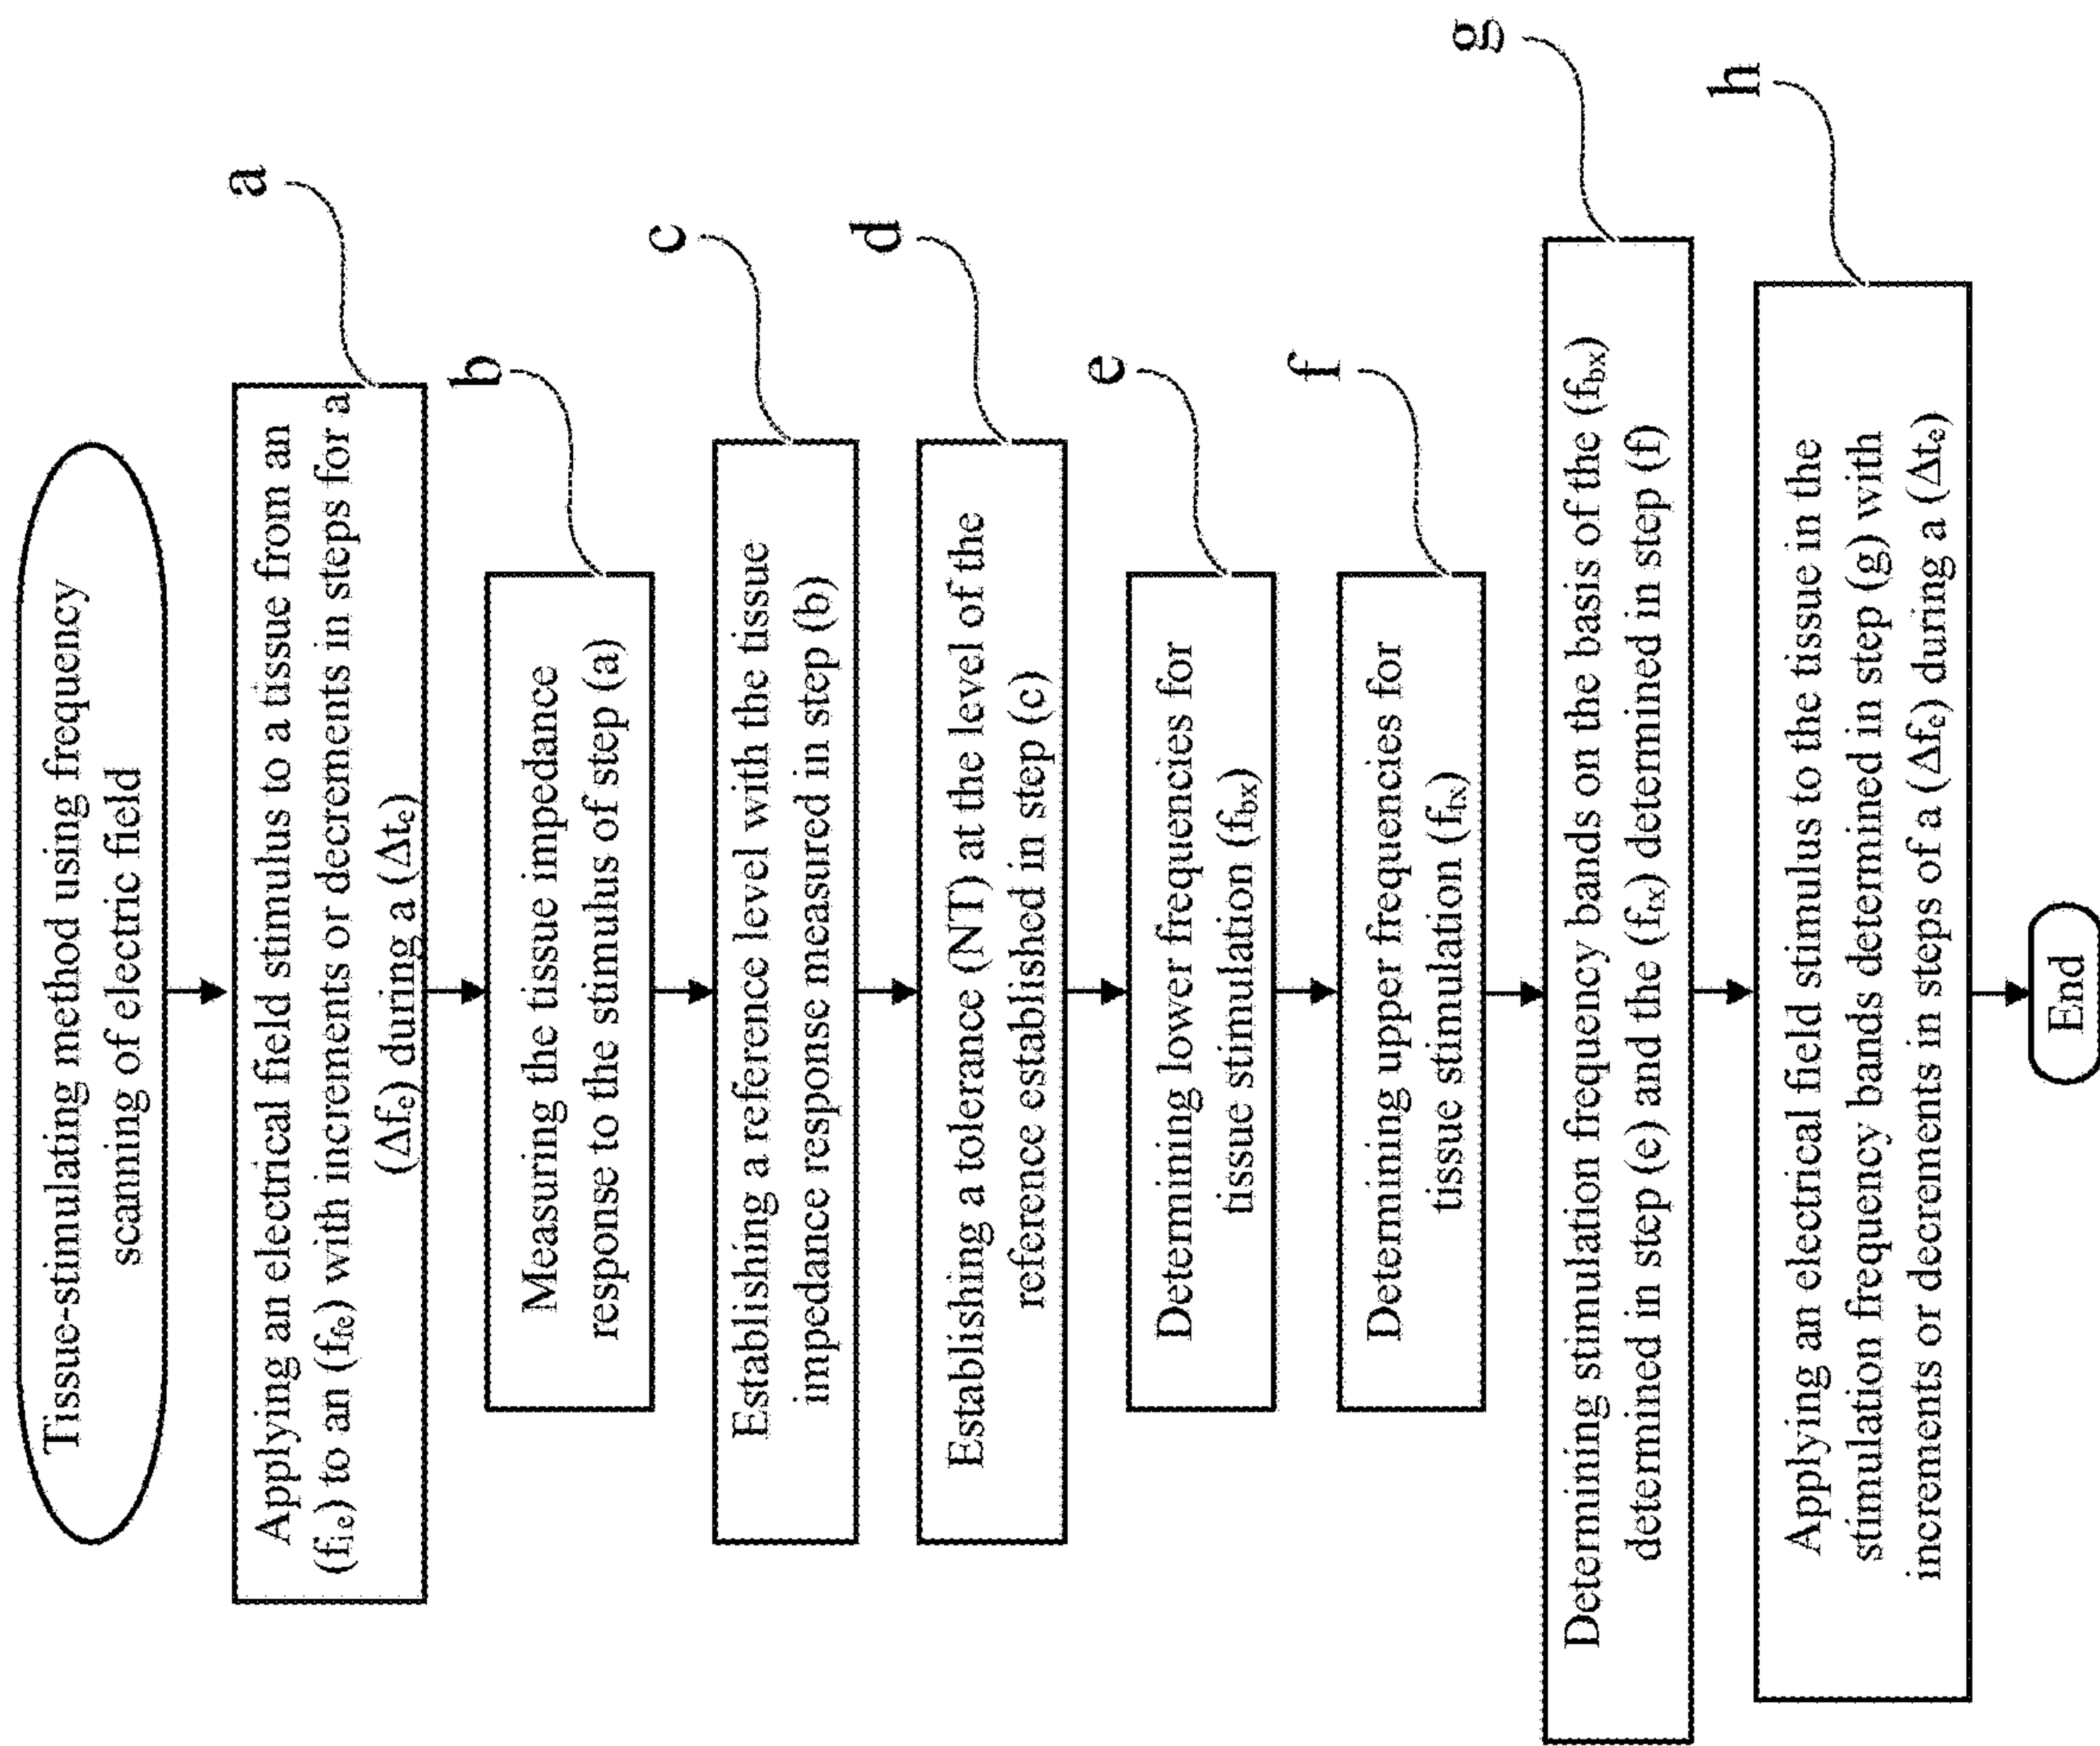 Tissue-stimulating method using frequency
scanning of electric field
a
Applying an electrical field stimulus to a tissue from an
(fie) to an (ffe) with increments or decrements in steps for a
(Δfe) during a (Δte)
b
Measuring the tissue impedance
response to the stimulus of step (a)
c
Establishing a reference level with the tissue
impedance response measured in step (b)
d
Establishing a tolerance (NT) at the level of the
reference established in step (c)
e
Determining lower frequencies for
tissue stimulation (fbx)
f
Determining upper frequencies for
tissue stimulation (ftx)
g
Determining stimulation frequency bands on the basis of the (fbx)
determined in step (e) and the (ftx) determined in step (f)
h
Applying an electrical field stimulus to the tissue in the
stimulation frequency bands determined in step (g) with
increments or decrements in steps of a (Δfe) during a (Δte)
End